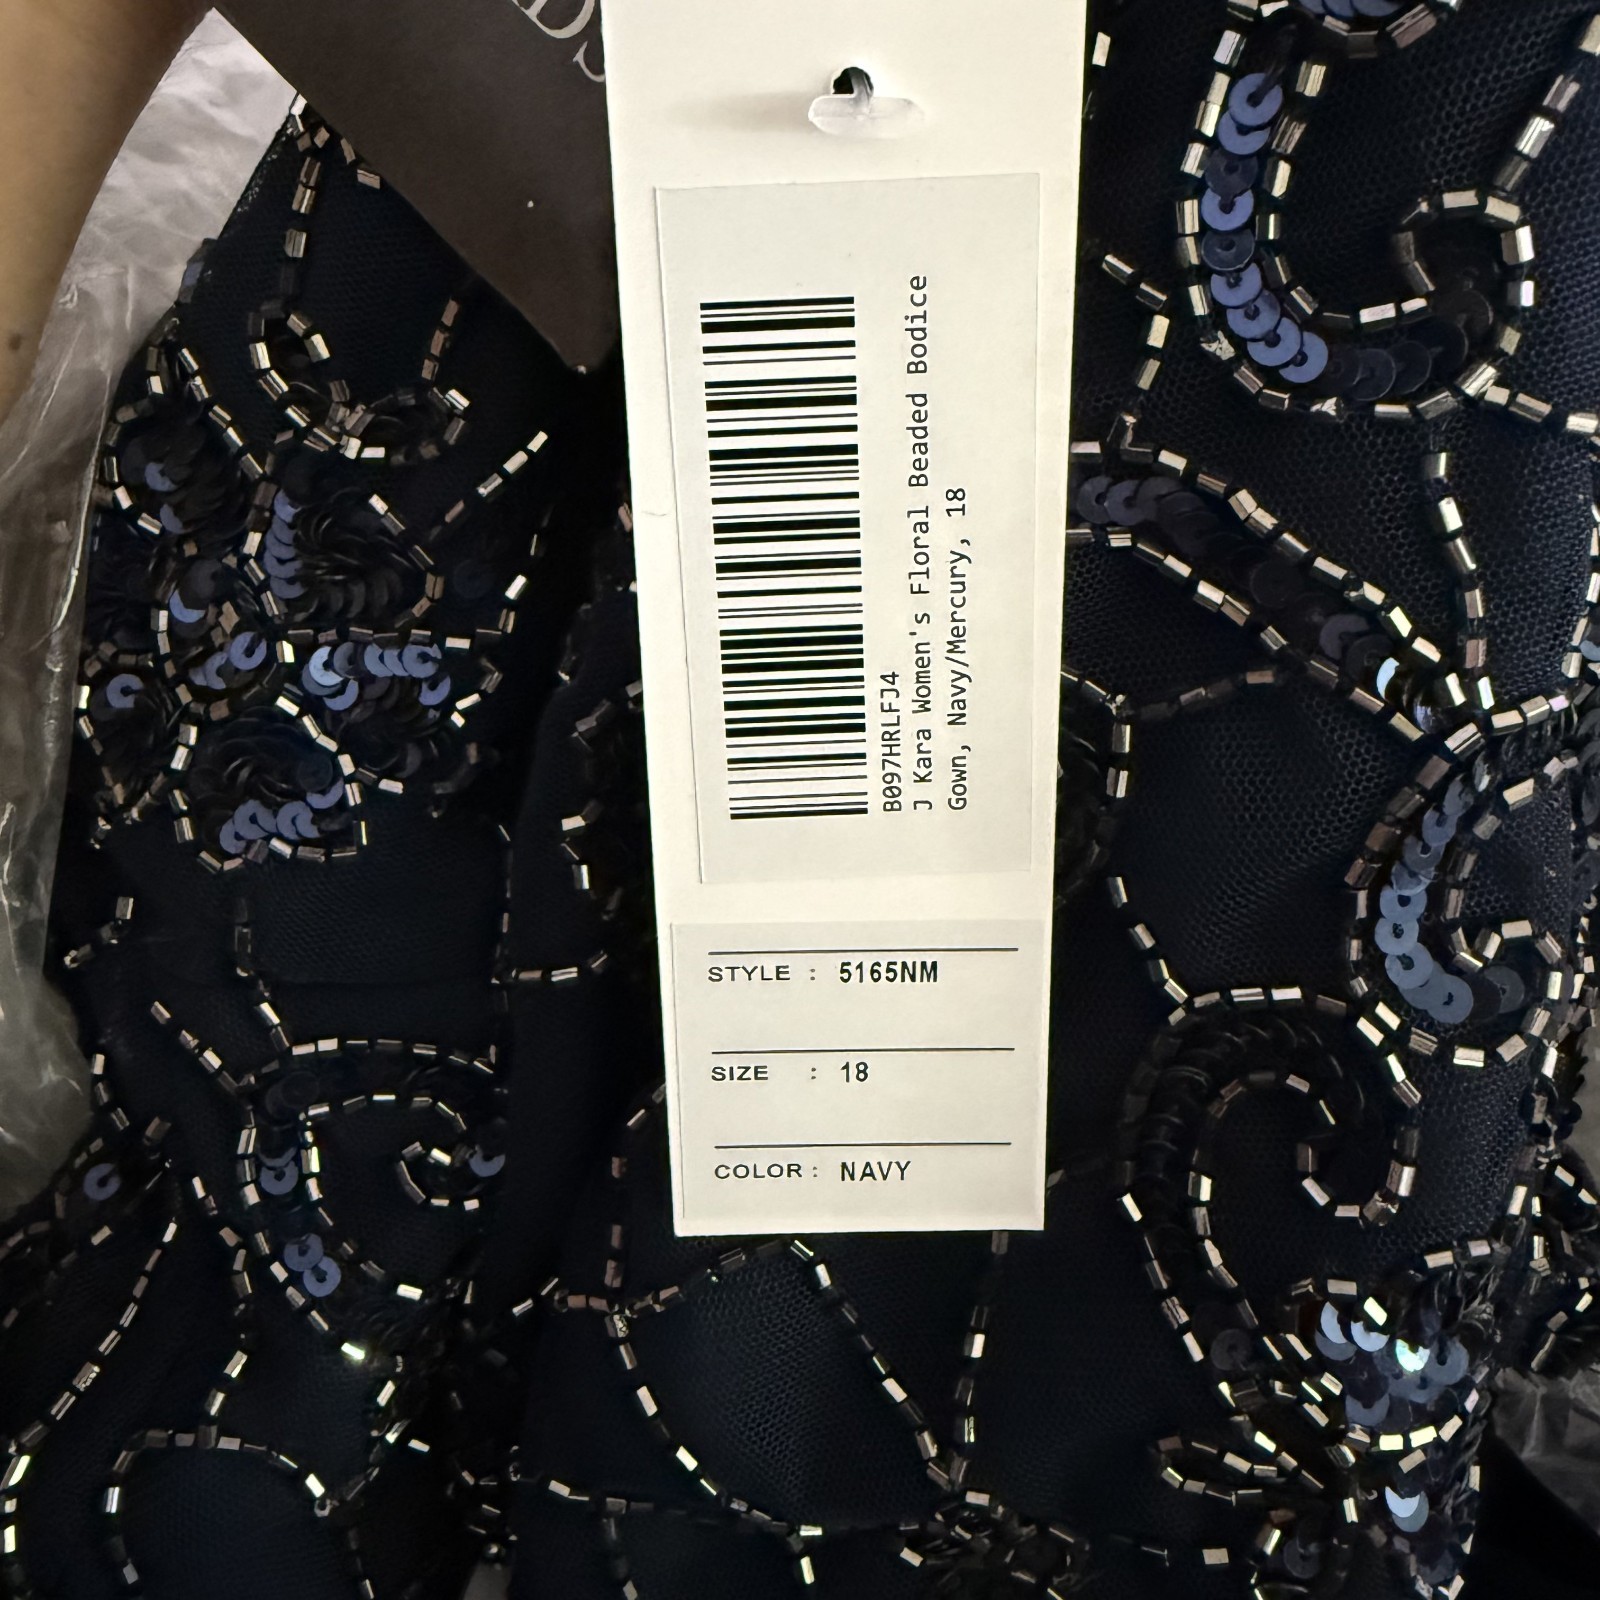 B097HRLFJ4
J Kara Women's Floral Beaded Bodice
Gown, Navy/Mercury, 18
STYLE : 5165NM
SIZE : 18
COLOR : NAVY